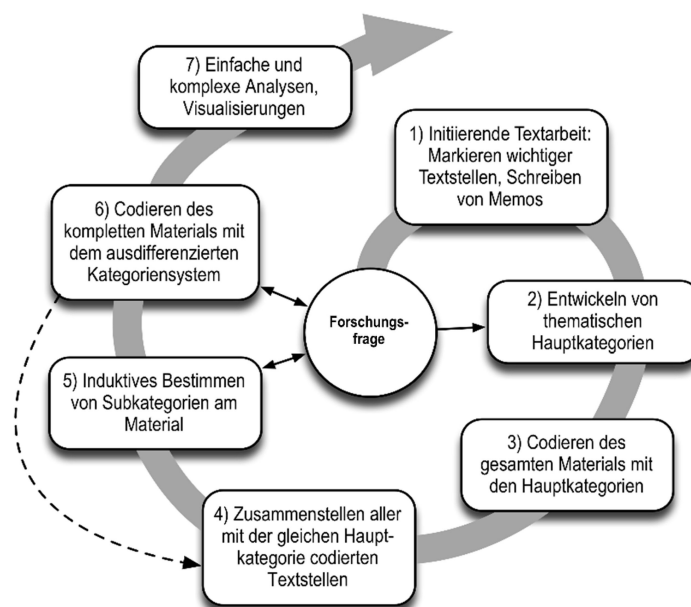 1) Initiierende Textarbeit:
Markieren wichtiger
Textstellen, Schreiben
von Memos
2) Entwickeln von
thematischen
Hauptkategorien
3) Codieren des
gesamten Materials mit
den Hauptkategorien
4) Zusammenstellen aller
mit der gleichen Haupt-
kategorie codierten
Textstellen
5) Induktives Bestimmen
von Subkategorien am
Material
6) Codieren des
kompletten Materials mit
dem ausdifferenzierten
Kategoriensystem
7) Einfache und
komplexe Analysen,
Visualisierungen
Forschungs-
frage